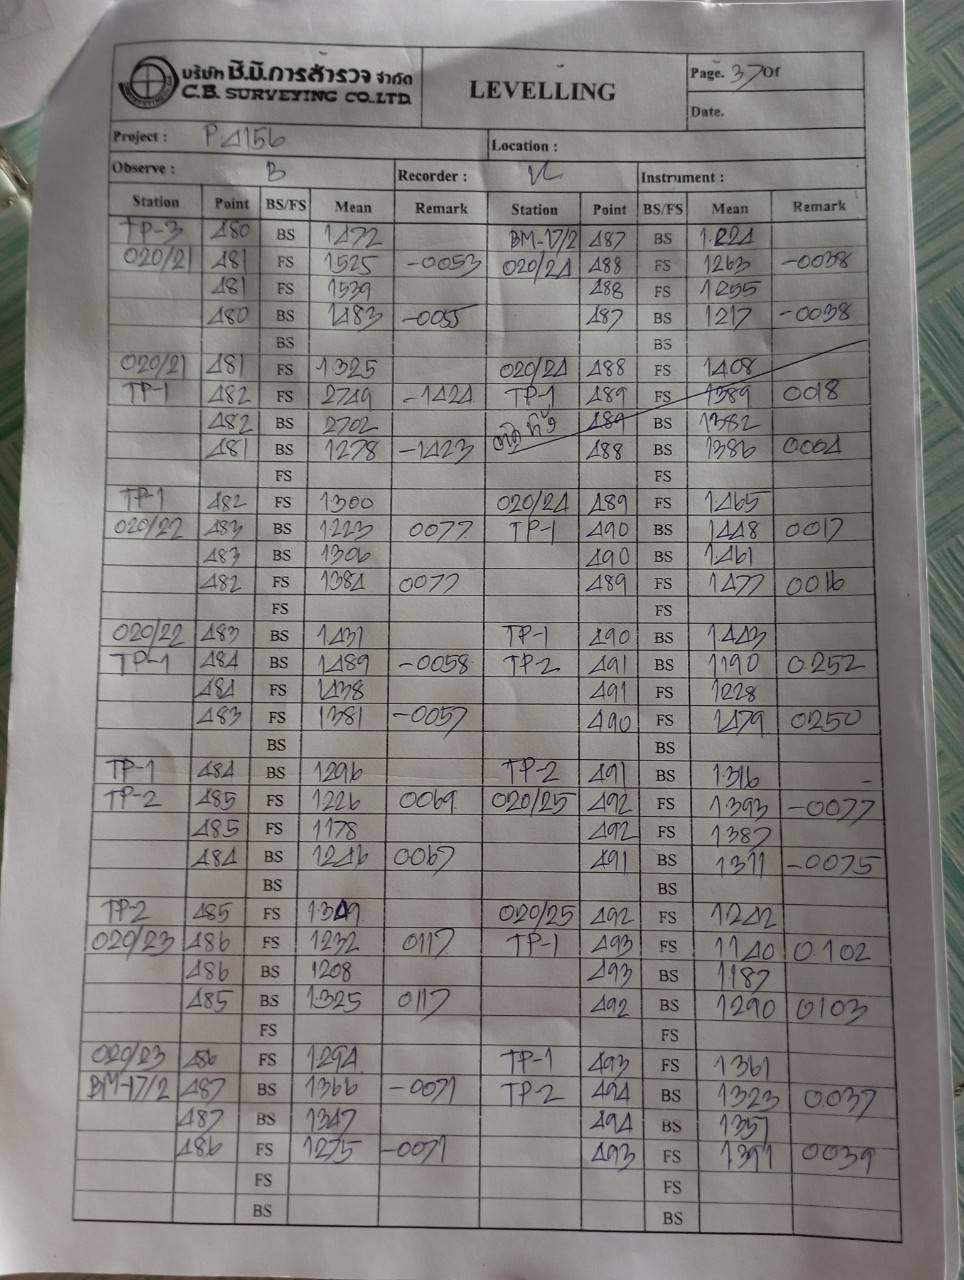 บริษัท ซี.บี.การสำรวจ จำกัด
C.B. SURVEYING CO.,LTD.
LEVELLING
Page. 37 Of
Date.
Project : P.4156
Location :
Observe : B
Recorder :
Instrument :
Station Point BS/FS Mean Remark Station Point BS/FS Mean Remark
TP-3 480 BS 1472 BM-17/2 487 BS 1.224
020/21 481 FS 1525 -0053 020/24 488 FS 1263 -0038
481 FS 1539 488 FS 1255
480 BS 1483 -0055 487 BS 1217 -0038
BS BS
020/21 481 FS 1.325 020/24 488 FS 1408
TP-1 482 FS 2749 -1424 TP-1 489 FS 1389 0018
482 BS 2702 489 BS 1382
481 BS 1278 -1423 488 BS 1386 0004
FS FS
TP-1 482 FS 1.300 020/24 489 FS 1.465
020/22 483 BS 1223 0077 TP-1 490 BS 1448 0017
483 BS 1306 490 BS 1.461
482 FS 1384 0077 489 FS 1477 0016
FS FS
020/22 483 BS 1431 TP-1 490 BS 1443
TP-1 484 BS 1489 -0058 TP-2 491 BS 1190 0.252
484 FS 1438 491 FS 1228
483 FS 1381 -0057 490 FS 1479 0250
BS BS
TP-1 484 BS 1296 TP-2 491 BS 1.316
TP-2 485 FS 1226 0069 020/25 492 FS 1.393 -0077
485 FS 1178 492 FS 1387
484 BS 1246 0067 491 BS 1311 -0075
BS BS
TP-2 485 FS 1.349 020/25 492 FS 1242
020/23 486 FS 1232 0117 TP-1 493 FS 1140 0.102
486 BS 1208 493 BS 1187
485 BS 1.325 0117 492 BS 1290 0103
FS FS
020/23 486 FS 1294 TP-1 493 FS 1361
BM-17/2 487 BS 1366 -0071 TP-2 494 BS 1323 0.037
487 BS 1347 494 BS 1351
486 FS 1275 -0071 493 FS 1391 0039
FS FS
BS BS